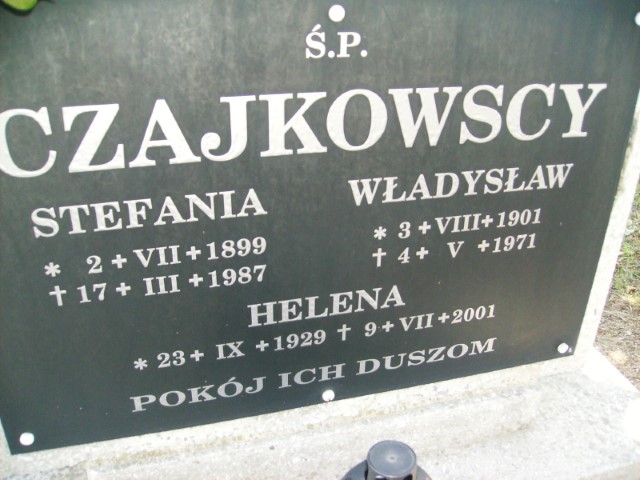 Ś.P.
CZAJKOWSCY
STEFANIA
* 2 + VII + 1899
† 17 + III + 1987
WŁADYSŁAW
* 3 + VIII + 1901
† 4 + V + 1971
HELENA
* 23 + IX + 1929 † 9 + VII + 2001
POKÓJ ICH DUSZOM